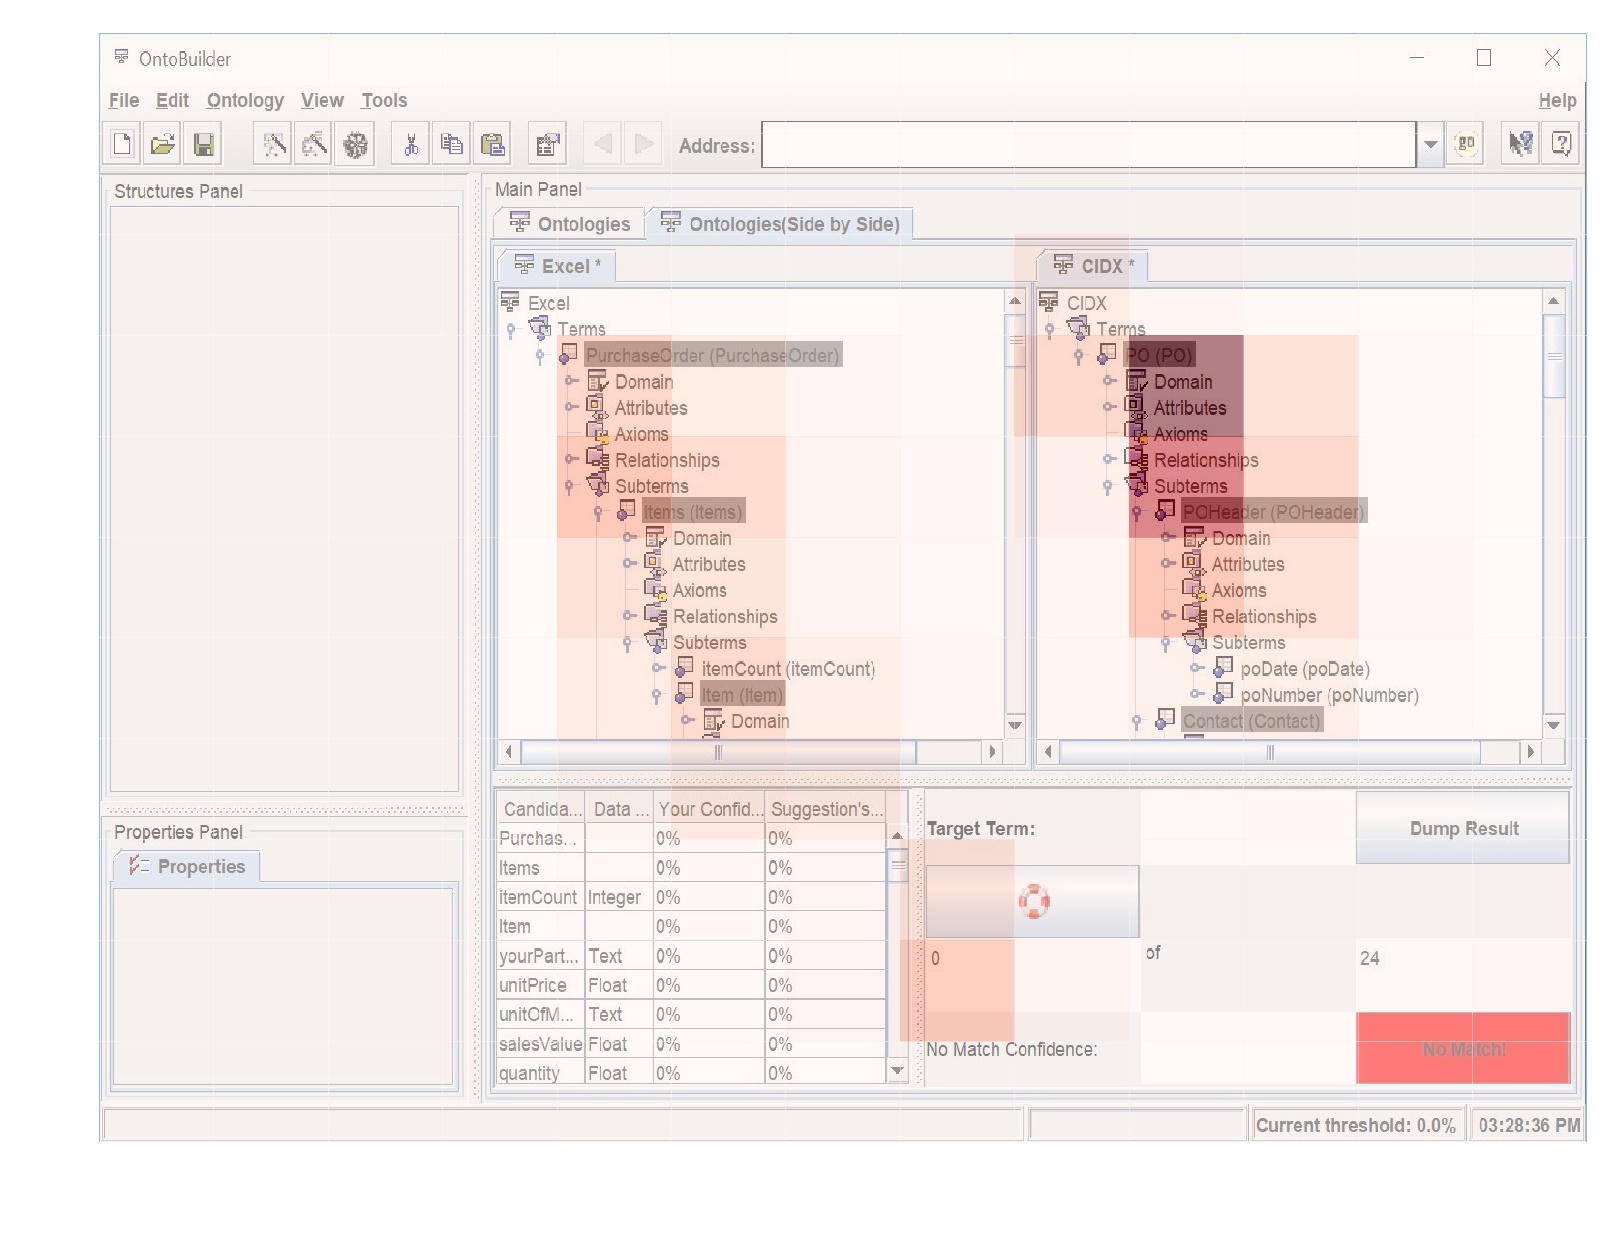 OntoBuilder
File Edit Ontology View Tools Help
Address: go
Structures Panel
Main Panel
Ontologies Ontologies(Side by Side)
Excel * CIDX *
Excel
Terms
PurchaseOrder (PurchaseOrder)
Domain
Attributes
Axioms
Relationships
Subterms
Items (Items)
Domain
Attributes
Axioms
Relationships
Subterms
itemCount (itemCount)
Item (Item)
Domain
CIDX
Terms
PO (PO)
Domain
Attributes
Axioms
Relationships
Subterms
POHeader (POHeader)
Domain
Attributes
Axioms
Relationships
Subterms
poDate (poDate)
poNumber (poNumber)
Contact (Contact)
Properties Panel
Properties
Candida... Data ... Your Confid... Suggestion's...
Purchas... 0% 0%
Items 0% 0%
itemCount Integer 0% 0%
Item 0% 0%
yourPart... Text 0% 0%
unitPrice Float 0% 0%
unitOfM... Text 0% 0%
salesValue Float 0% 0%
quantity Float 0% 0%
Target Term: Dump Result
0 of 24
No Match Confidence: No Match!
Current threshold: 0.0% 03:28:36 PM